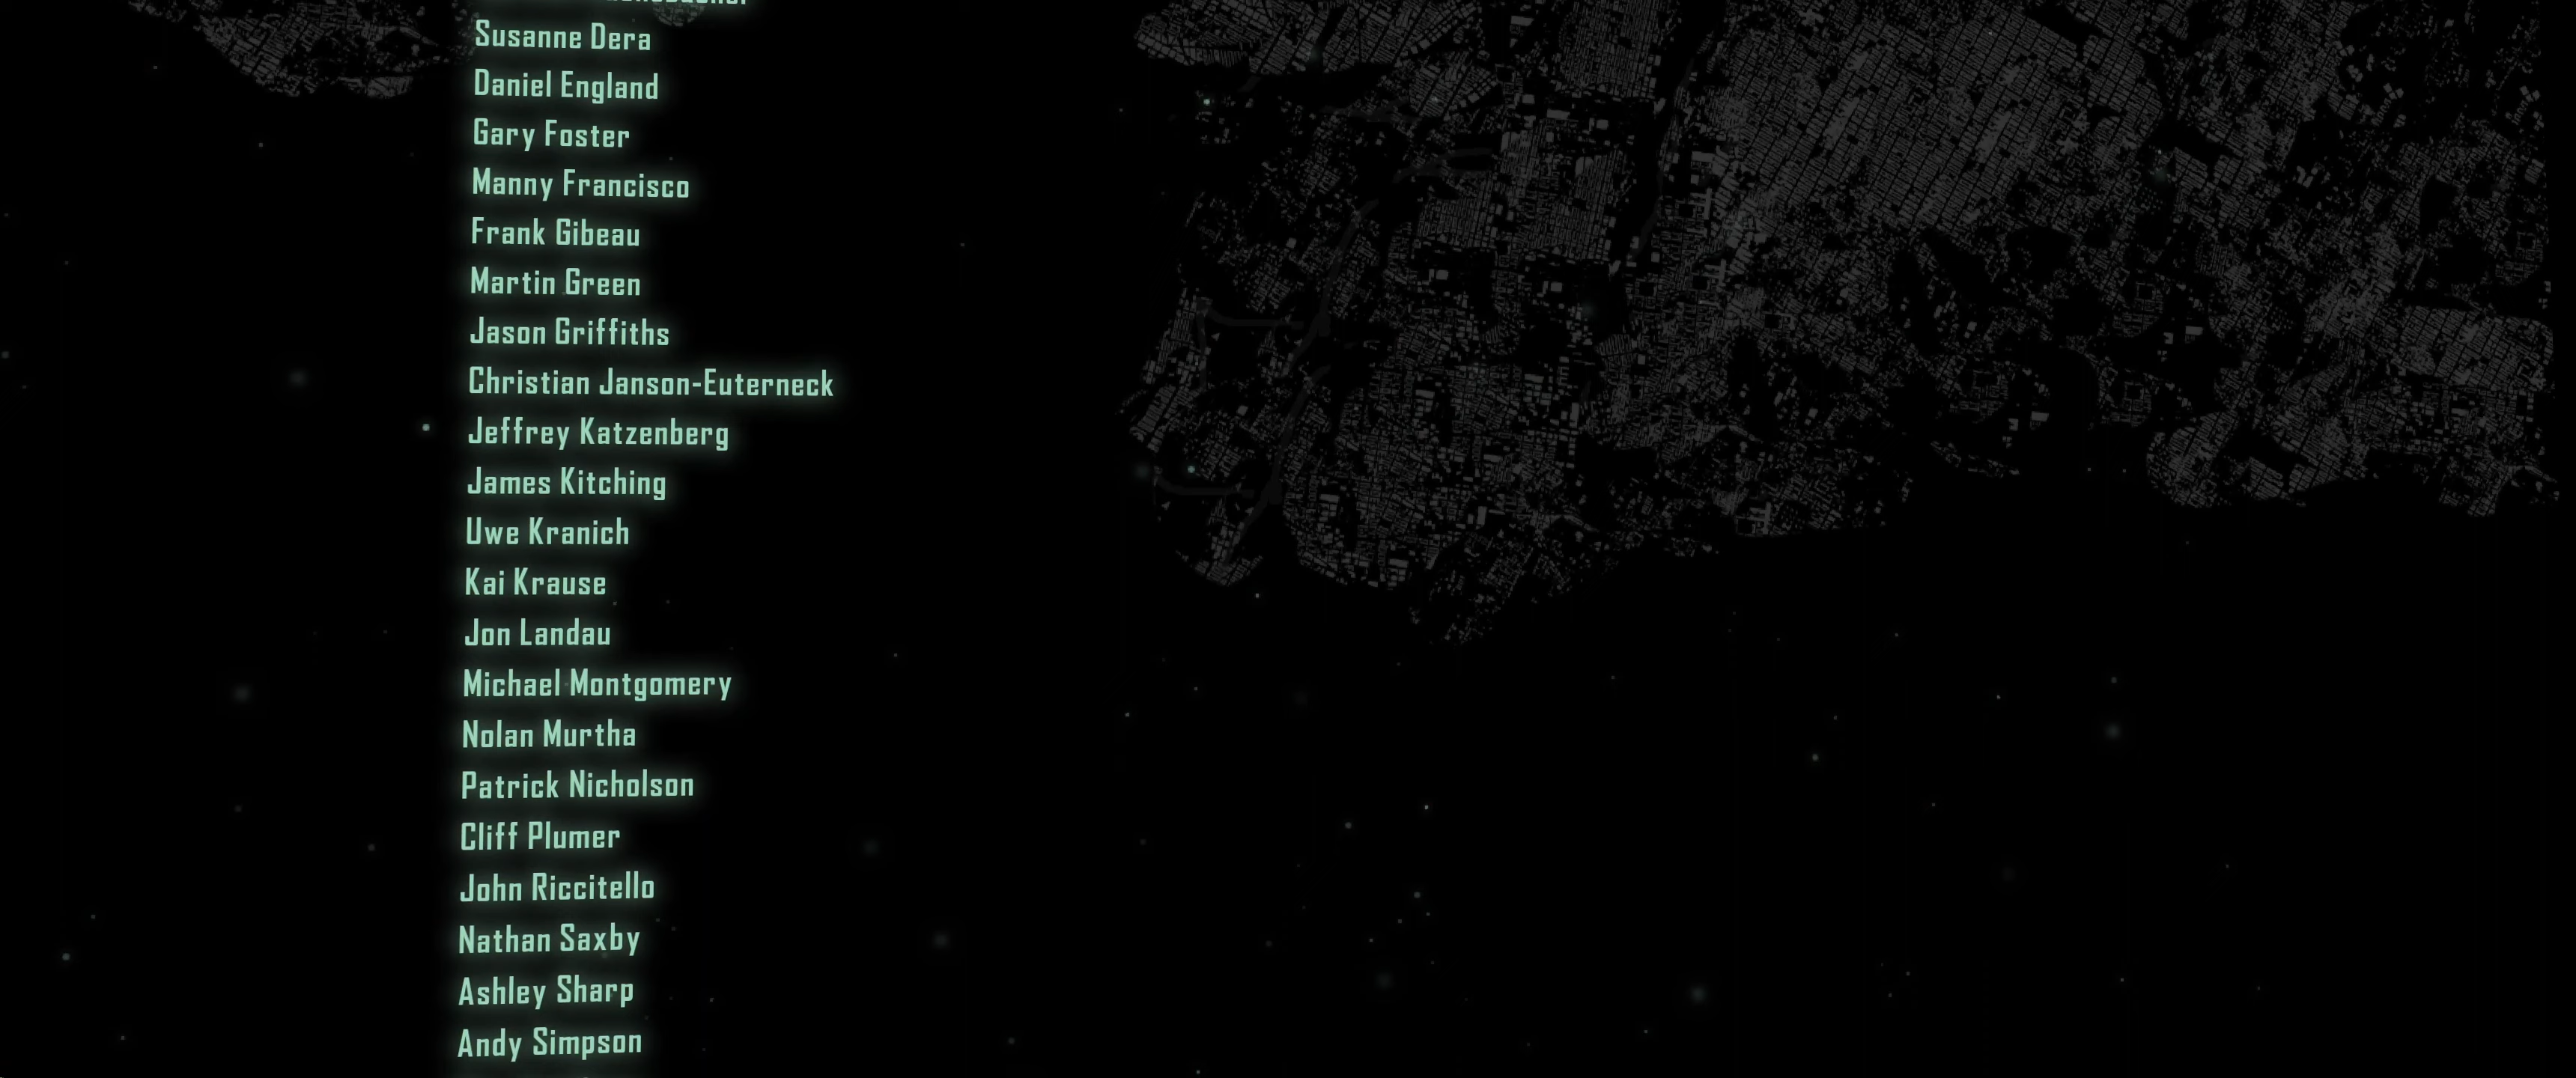 Susanne Dera
Daniel England
Gary Foster
Manny Francisco
Frank Gibeau
Martin Green
Jason Griffiths
Christian Janson-Euterneck
Jeffrey Katzenberg
James Kitching
Uwe Kranich
Kai Krause
Jon Landau
Michael Montgomery
Nolan Murtha
Patrick Nicholson
Cliff Plumer
John Riccitello
Nathan Saxby
Ashley Sharp
Andy Simpson